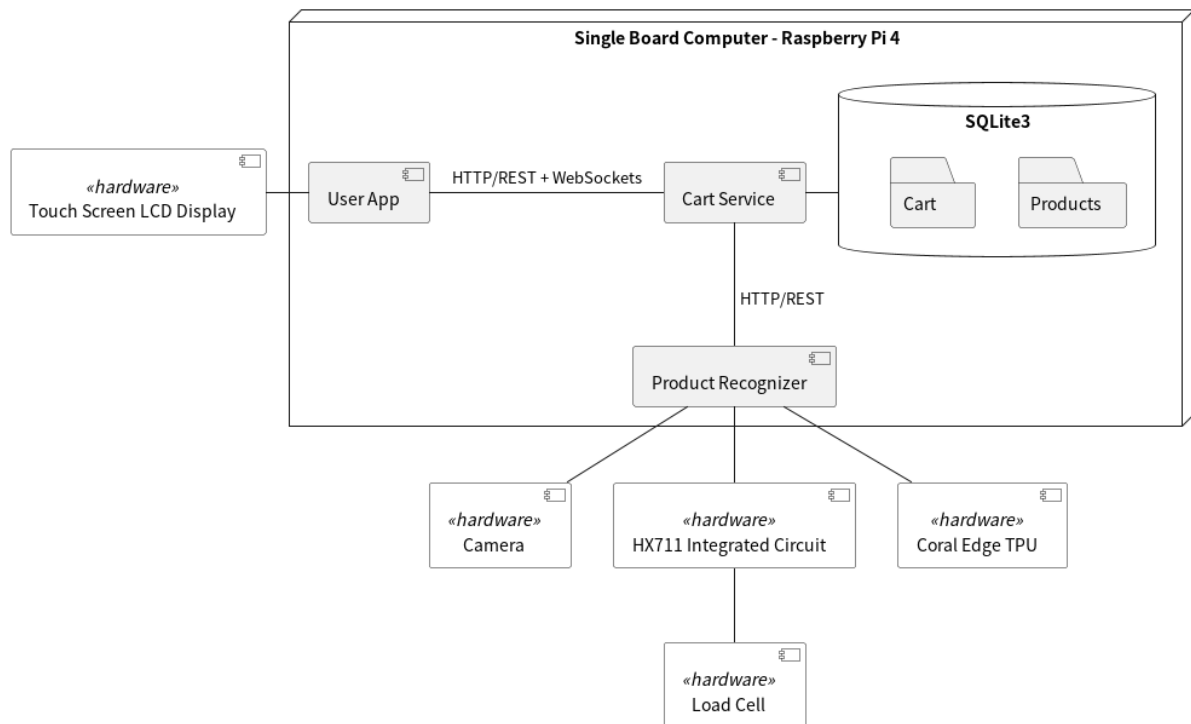 Single Board Computer - Raspberry Pi 4
SQLite3
«hardware»
Touch Screen LCD Display
User App
HTTP/REST + WebSockets
Cart Service
Cart
Products
HTTP/REST
Product Recognizer
«hardware»
Camera
«hardware»
HX711 Integrated Circuit
«hardware»
Coral Edge TPU
«hardware»
Load Cell